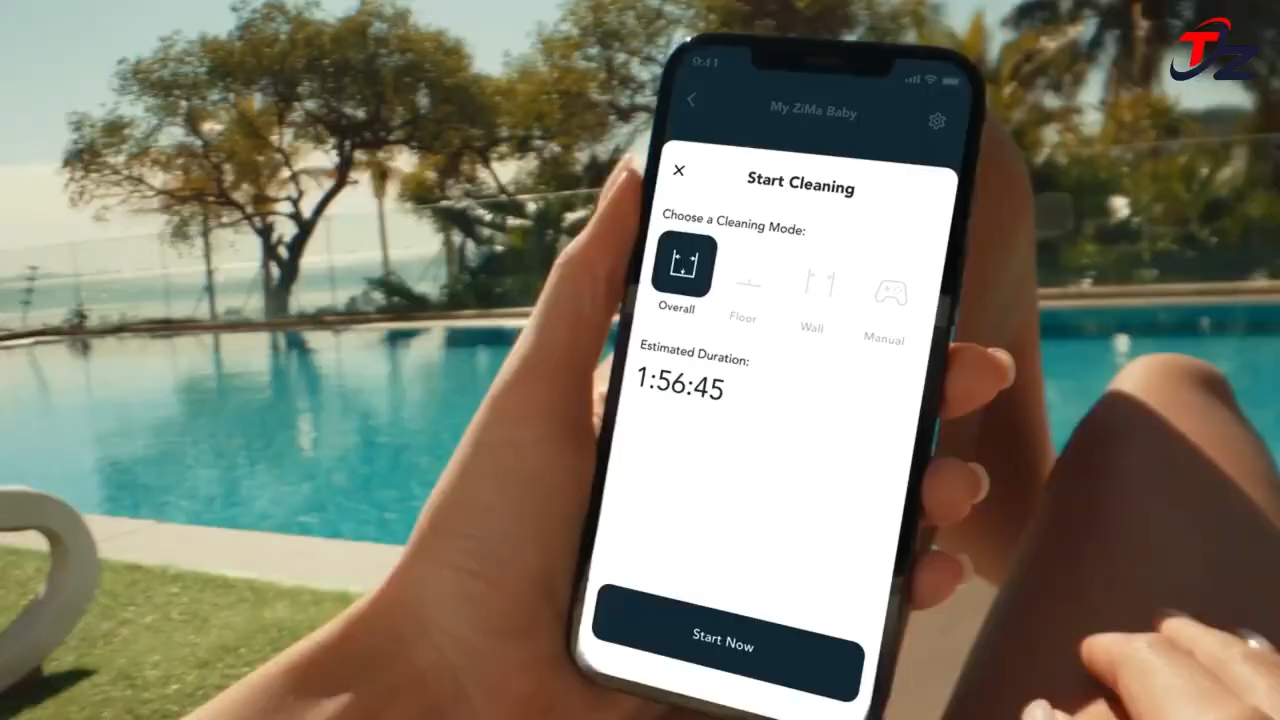 TZ
9:41
My ZiMa Baby
Start Cleaning
Choose a Cleaning Mode:
Overall
Floor
Wall
Manual
Estimated Duration:
1:56:45
Start Now